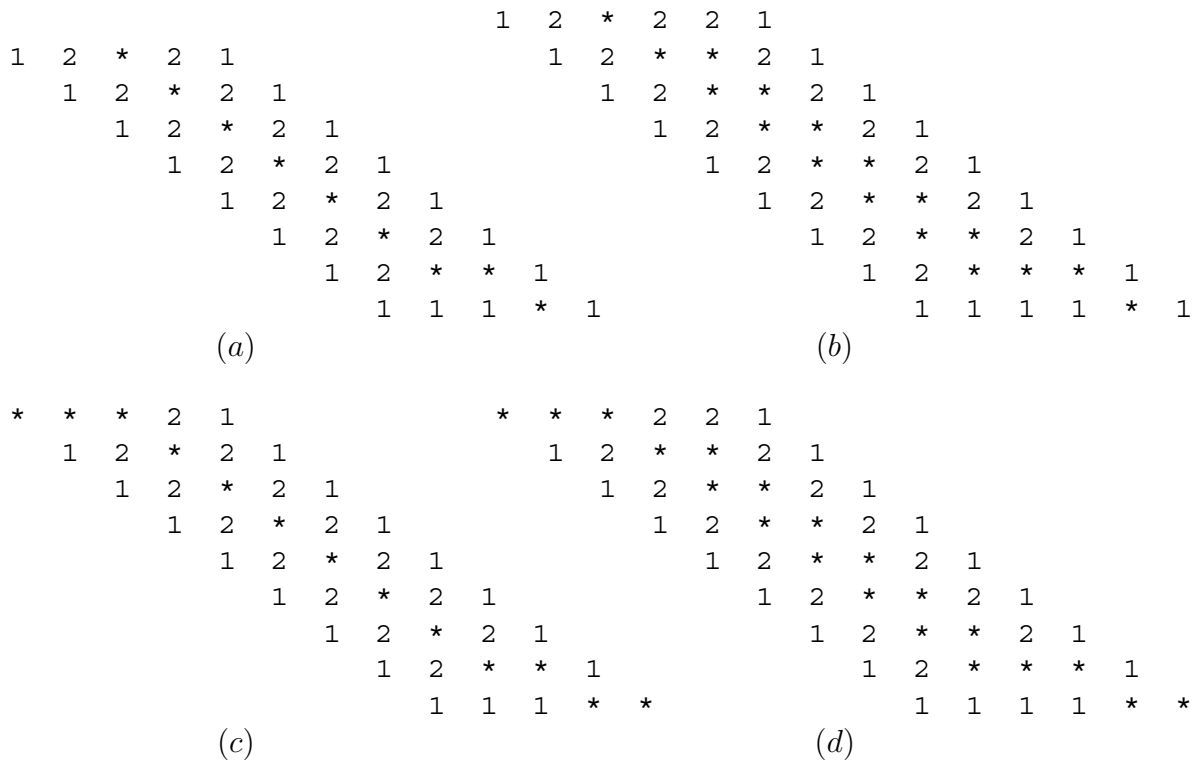 1 2 * 2 1
1 2 * 2 1
1 2 * 2 1
1 2 * 2 1
1 2 * 2 1
1 2 * 2 1
1 2 * * 1
1 1 1 * 1
(a)
1 2 * 2 2 1
1 2 * * 2 1
1 2 * * 2 1
1 2 * * 2 1
1 2 * * 2 1
1 2 * * 2 1
1 2 * * 2 1
1 2 * * * 1
1 1 1 1 * 1
(b)
* * * 2 1
1 2 * 2 1
1 2 * 2 1
1 2 * 2 1
1 2 * 2 1
1 2 * 2 1
1 2 * 2 1
1 2 * * 1
1 1 1 * *
(c)
* * * 2 2 1
1 2 * * 2 1
1 2 * * 2 1
1 2 * * 2 1
1 2 * * 2 1
1 2 * * 2 1
1 2 * * 2 1
1 2 * * * 1
1 1 1 1 * *
(d)